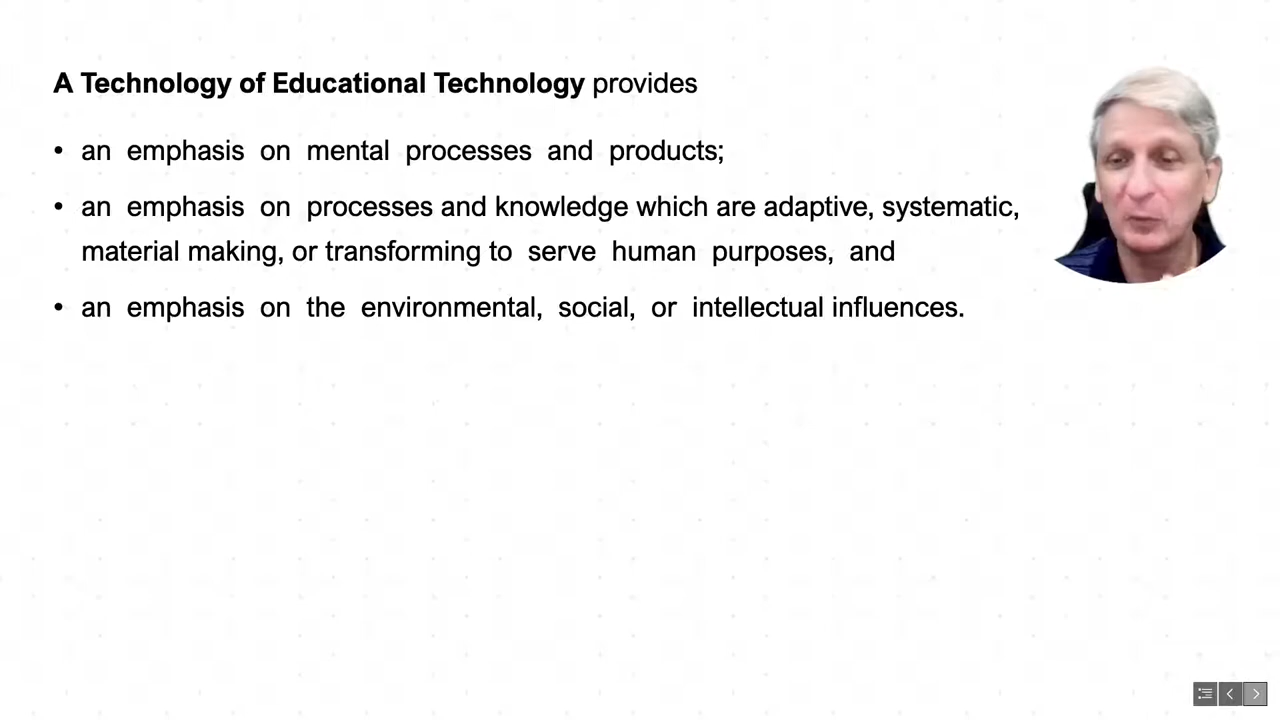 A Technology of Educational Technology provides
• an emphasis on mental processes and products;
• an emphasis on processes and knowledge which are adaptive, systematic,
material making, or transforming to serve human purposes, and
• an emphasis on the environmental, social, or intellectual influences.